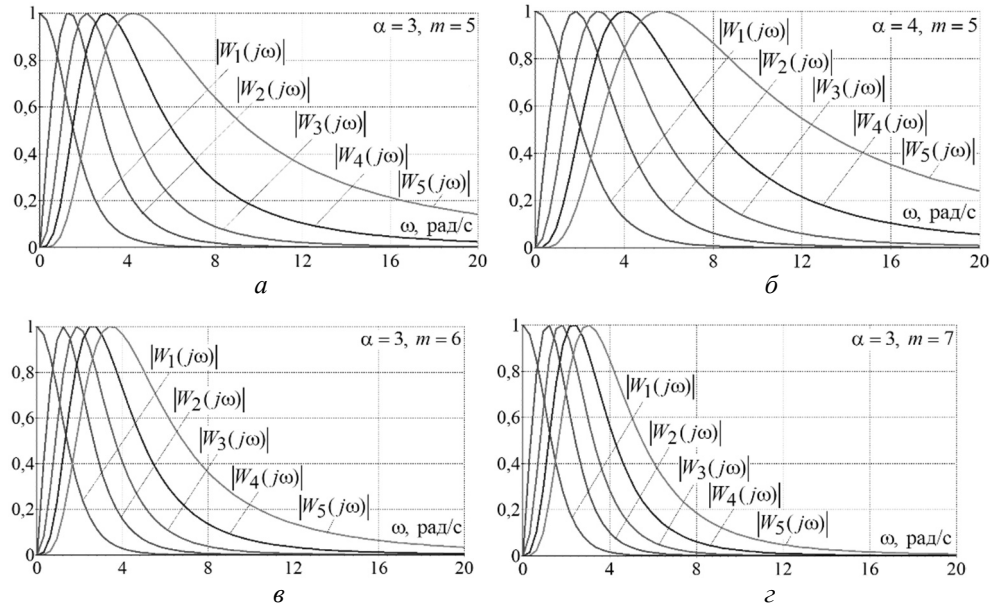 1
0,8
0,6
0,4
0,2
0
0 4 8 12 16 20
α = 3, m = 5
|W1(jω)|
|W2(jω)|
|W3(jω)|
|W4(jω)|
|W5(jω)|
ω, рад/с
а
1
0,8
0,6
0,4
0,2
0
0 4 8 12 16 20
α = 4, m = 5
|W1(jω)|
|W2(jω)|
|W3(jω)|
|W4(jω)|
|W5(jω)|
ω, рад/с
б
1
0,8
0,6
0,4
0,2
0
0 4 8 12 16 20
α = 3, m = 6
|W1(jω)|
|W2(jω)|
|W3(jω)|
|W4(jω)|
|W5(jω)|
ω, рад/с
в
1
0,8
0,6
0,4
0,2
0
0 4 8 12 16 20
α = 3, m = 7
|W1(jω)|
|W2(jω)|
|W3(jω)|
|W4(jω)|
|W5(jω)|
ω, рад/с
г